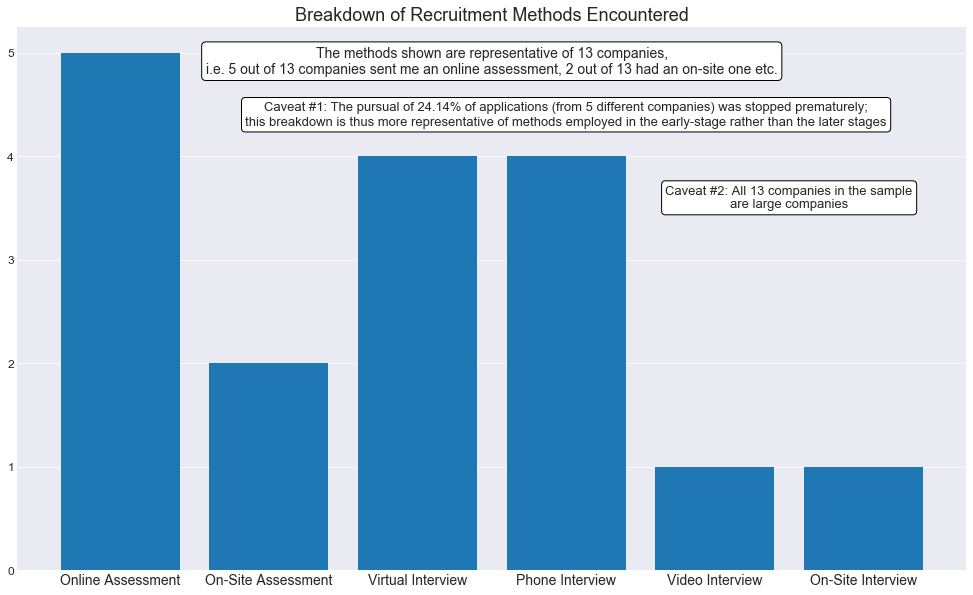 Breakdown of Recruitment Methods Encountered
The methods shown are representative of 13 companies,
i.e. 5 out of 13 companies sent me an online assessment, 2 out of 13 had an on-site one etc.
Caveat #1: The pursual of 24.14% of applications (from 5 different companies) was stopped prematurely;
this breakdown is thus more representative of methods employed in the early-stage rather than the later stages
Caveat #2: All 13 companies in the sample
are large companies
5
4
3
2
1
0
Online Assessment
On-Site Assessment
Virtual Interview
Phone Interview
Video Interview
On-Site Interview